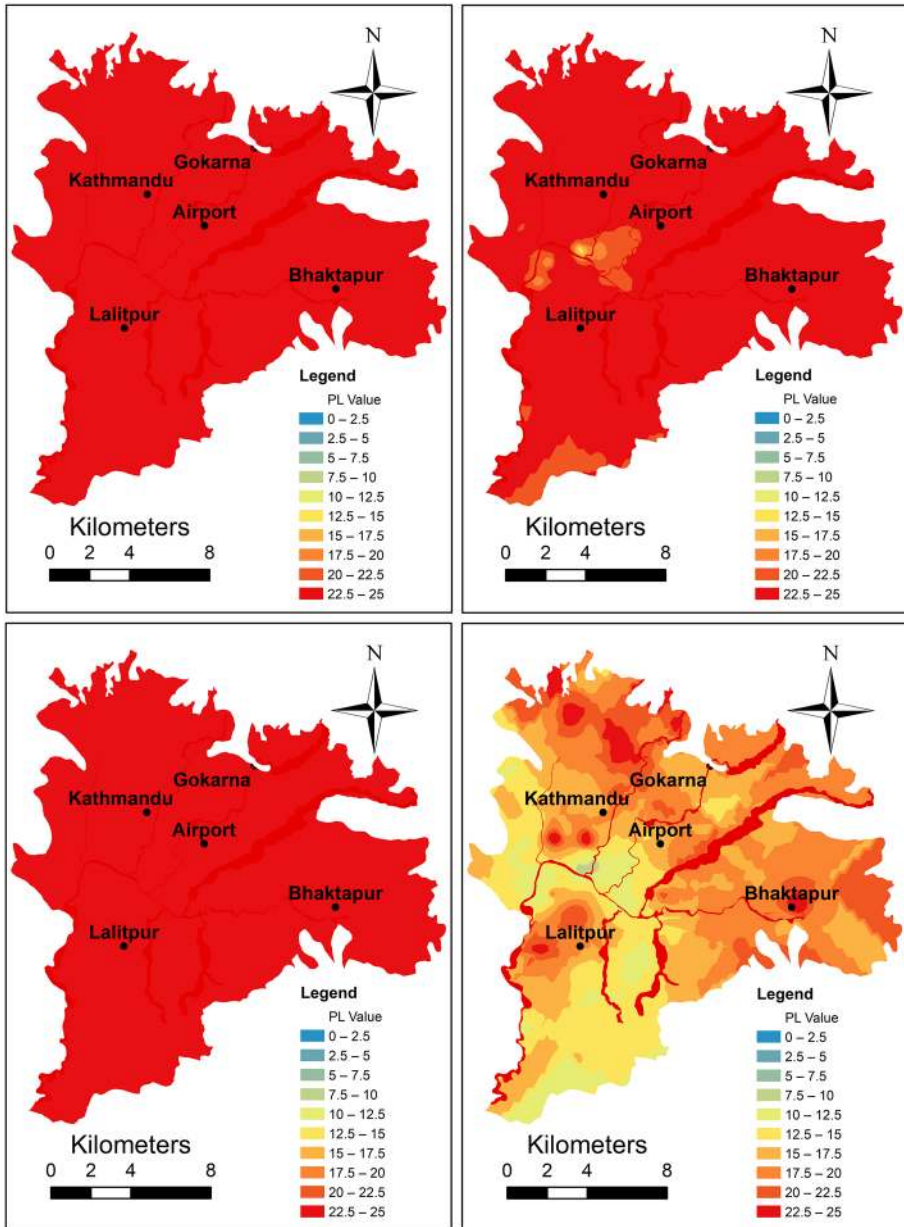 N
Gokarna
Kathmandu
Airport
Bhaktapur
Lalitpur
Legend
PL Value
0 – 2.5
2.5 – 5
5 – 7.5
7.5 – 10
10 – 12.5
12.5 – 15
15 – 17.5
17.5 – 20
20 – 22.5
22.5 – 25
Kilometers
0 2 4 8
N
Gokarna
Kathmandu
Airport
Bhaktapur
Lalitpur
Legend
PL Value
0 – 2.5
2.5 – 5
5 – 7.5
7.5 – 10
10 – 12.5
12.5 – 15
15 – 17.5
17.5 – 20
20 – 22.5
22.5 – 25
Kilometers
0 2 4 8
N
Gokarna
Kathmandu
Airport
Bhaktapur
Lalitpur
Legend
PL Value
0 – 2.5
2.5 – 5
5 – 7.5
7.5 – 10
10 – 12.5
12.5 – 15
15 – 17.5
17.5 – 20
20 – 22.5
22.5 – 25
Kilometers
0 2 4 8
N
Gokarna
Kathmandu
Airport
Bhaktapur
Lalitpur
Legend
PL Value
0 – 2.5
2.5 – 5
5 – 7.5
7.5 – 10
10 – 12.5
12.5 – 15
15 – 17.5
17.5 – 20
20 – 22.5
22.5 – 25
Kilometers
0 2 4 8